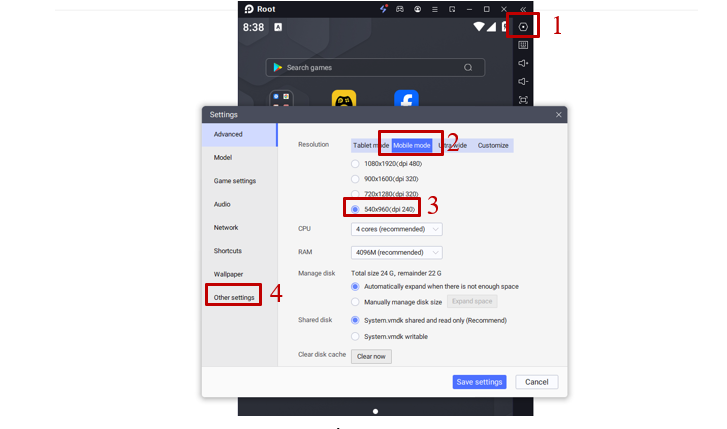 Root
1
8:38 A
Search games
Settings
Advanced
Model
Game settings
Audio
Network
Shortcuts
Wallpaper
Other settings
4
Resolution
Tablet mode Mobile mode 2 Ultra wide Customize
1080x1920(dpi 480)
900x1600(dpi 320)
720x1280(dpi 320)
540x960(dpi 240) 3
CPU 4 cores (recommended)
RAM 4096M (recommended)
Manage disk Total size 24 G, remainder 22 G
Automatically expand when there is not enough space
Manually manage disk size Expand space
Shared disk System.vmdk shared and read only (Recommend)
System.vmdk writable
Clear disk cache Clear now
Save settings Cancel